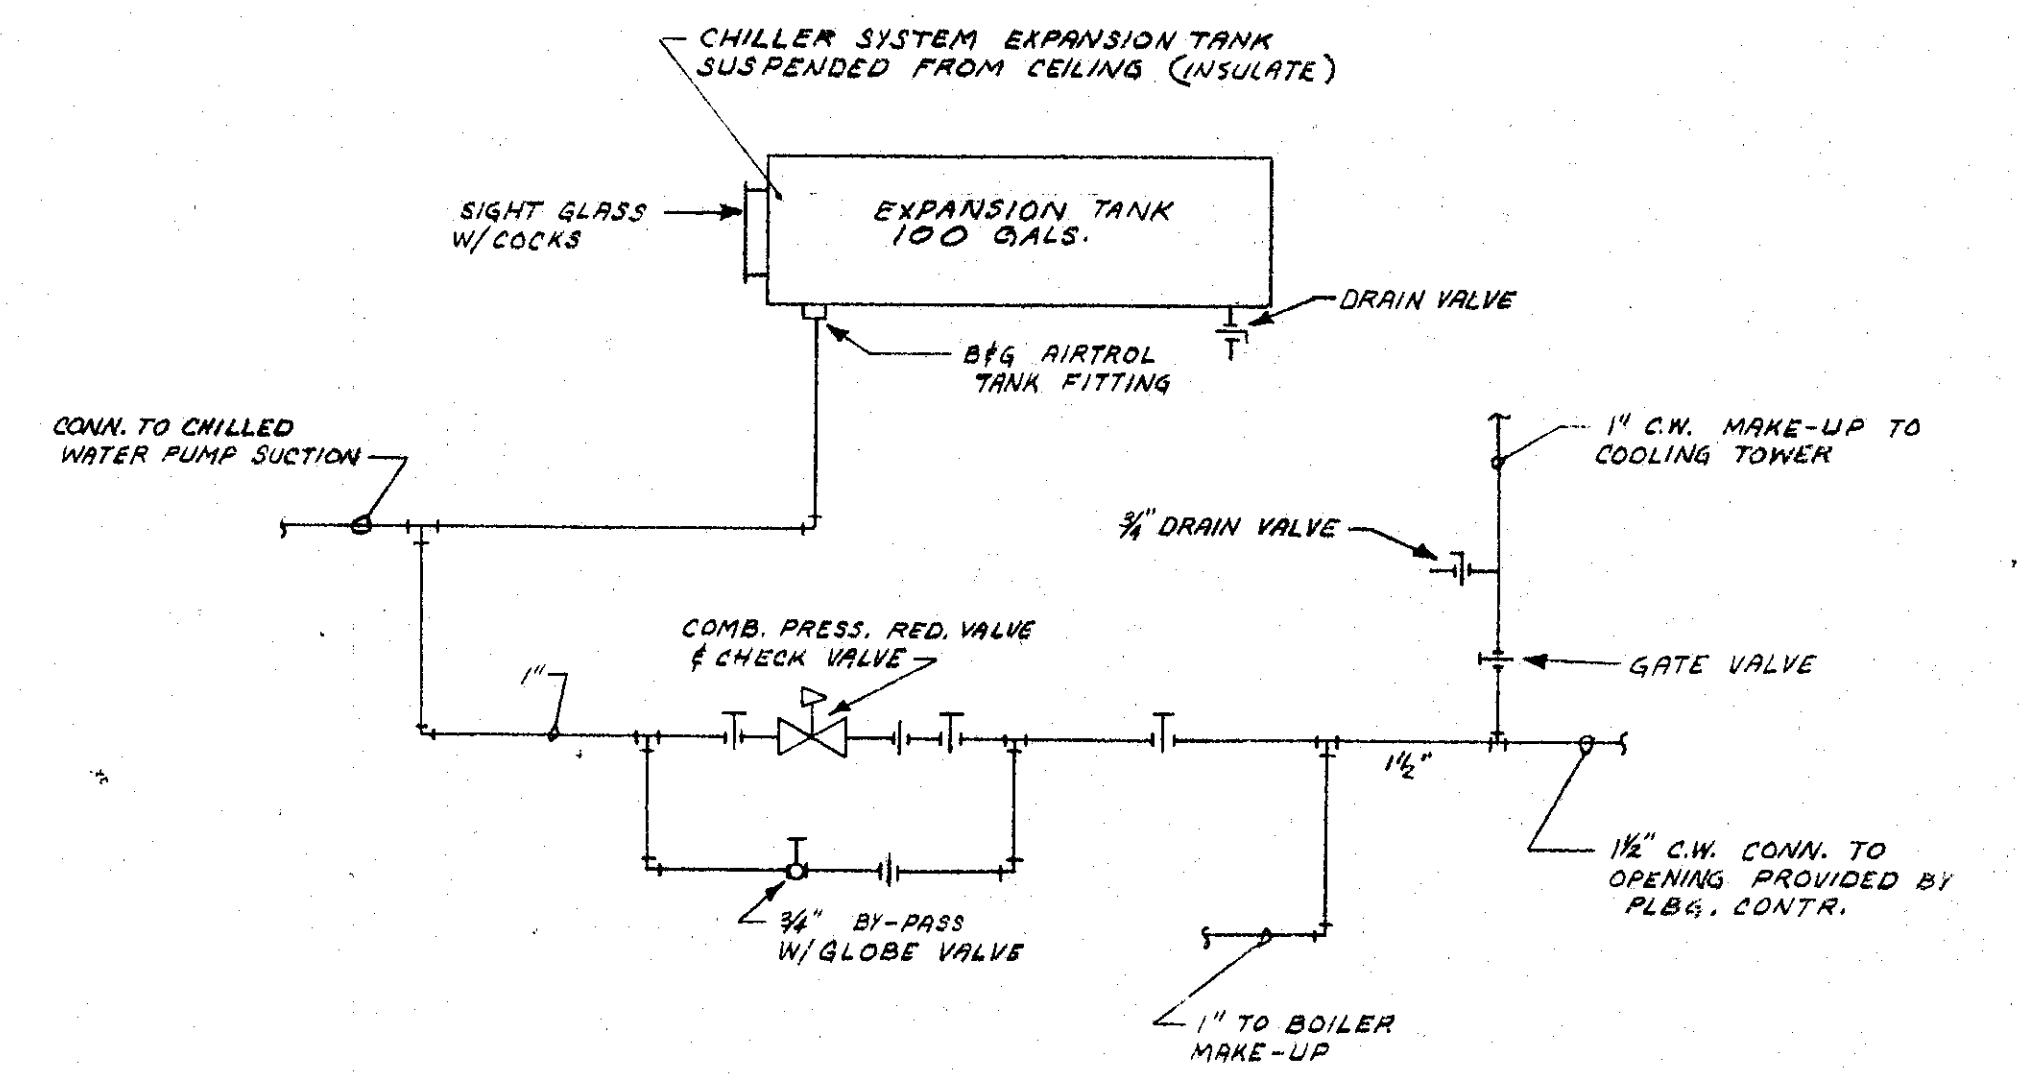 CHILLER SYSTEM EXPANSION TANK
SUSPENDED FROM CEILING (INSULATE)
SIGHT GLASS
W/COCKS
EXPANSION TANK
100 GALS.
DRAIN VALVE
B&G AIRTROL
TANK FITTING
CONN. TO CHILLED
WATER PUMP SUCTION
1" C.W. MAKE-UP TO
COOLING TOWER
3/4" DRAIN VALVE
COMB. PRESS. RED. VALVE
& CHECK VALVE
GATE VALVE
1"
1 1/2"
3/4" BY-PASS
W/GLOBE VALVE
1 1/2" C.W. CONN. TO
OPENING PROVIDED BY
PLBG. CONTR.
1" TO BOILER
MAKE-UP